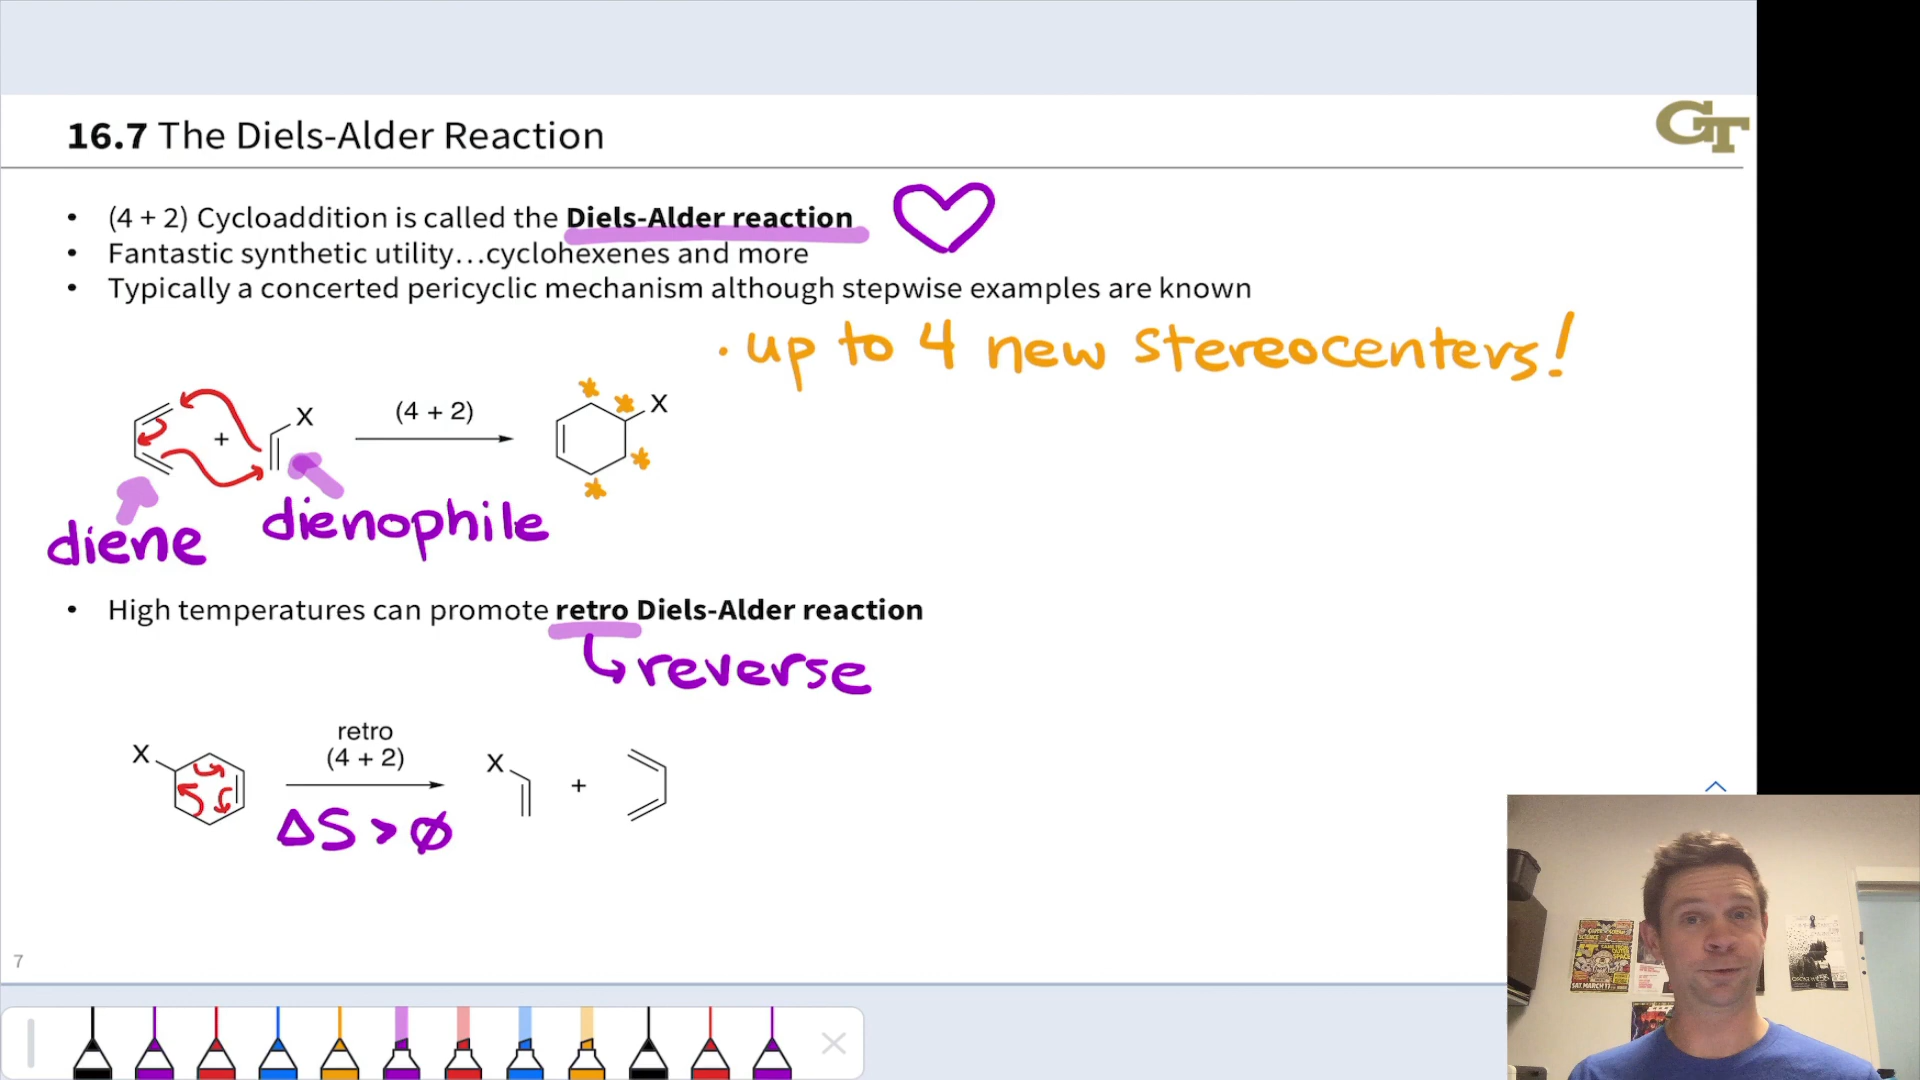 16.7 The Diels-Alder Reaction
GT
• (4 + 2) Cycloaddition is called the Diels-Alder reaction
• Fantastic synthetic utility…cyclohexenes and more
• Typically a concerted pericyclic mechanism although stepwise examples are known
· up to 4 new stereocenters!
+
X
(4 + 2)
X
diene
dienophile
• High temperatures can promote retro Diels-Alder reaction
reverse
X
retro
(4 + 2)
ΔS > 0
X
+
7